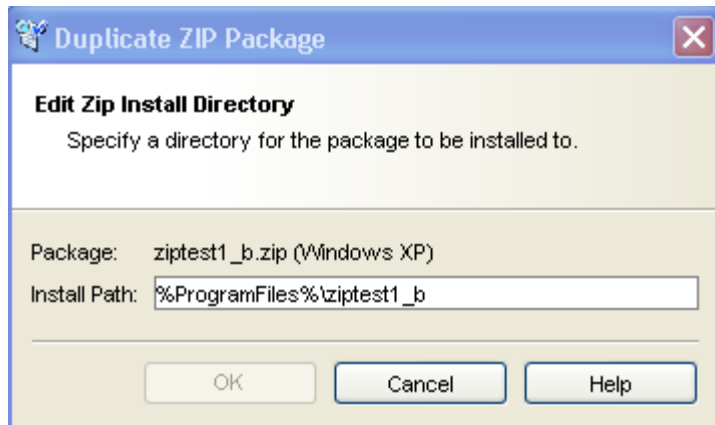 Duplicate ZIP Package
Edit Zip Install Directory
Specify a directory for the package to be installed to.
Package: ziptest1_b.zip (Windows XP)
Install Path: %ProgramFiles%\ziptest1_b
OK Cancel Help